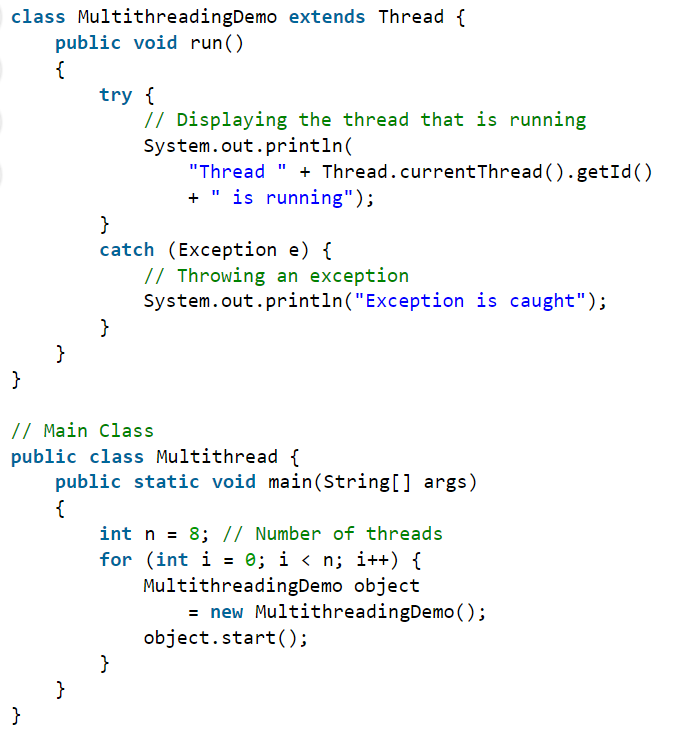 class MultithreadingDemo extends Thread {
    public void run()
    {
        try {
            // Displaying the thread that is running
            System.out.println(
                "Thread " + Thread.currentThread().getId()
                + " is running");
        }
        catch (Exception e) {
            // Throwing an exception
            System.out.println("Exception is caught");
        }
    }
}

// Main Class
public class Multithread {
    public static void main(String[] args)
    {
        int n = 8; // Number of threads
        for (int i = 0; i < n; i++) {
            MultithreadingDemo object
                = new MultithreadingDemo();
            object.start();
        }
    }
}